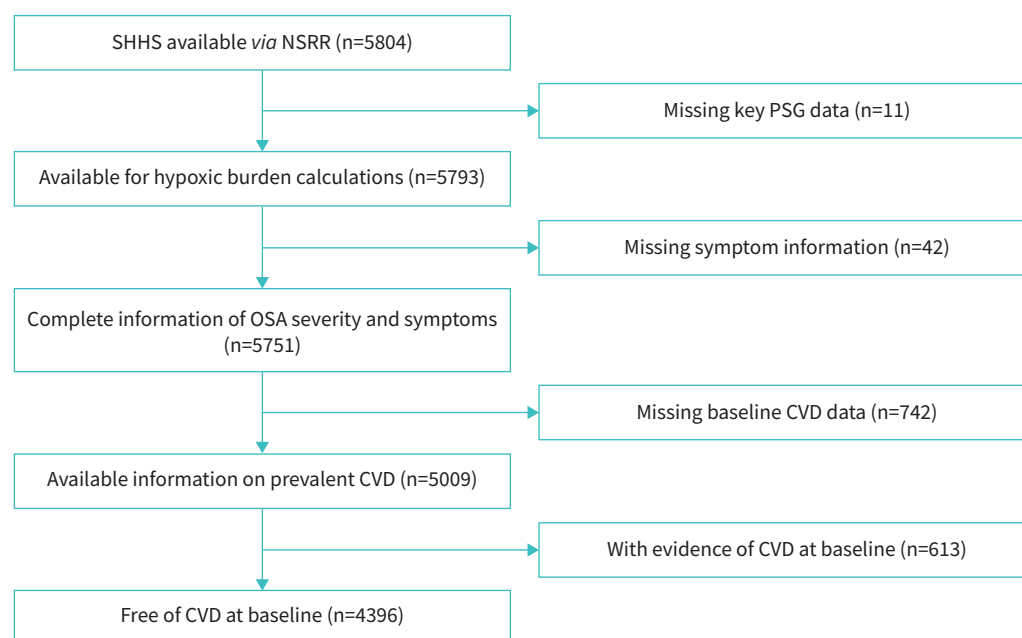 SHHS available via NSRR (n=5804)
Missing key PSG data (n=11)
Available for hypoxic burden calculations (n=5793)
Missing symptom information (n=42)
Complete information of OSA severity and symptoms
(n=5751)
Missing baseline CVD data (n=742)
Available information on prevalent CVD (n=5009)
With evidence of CVD at baseline (n=613)
Free of CVD at baseline (n=4396)